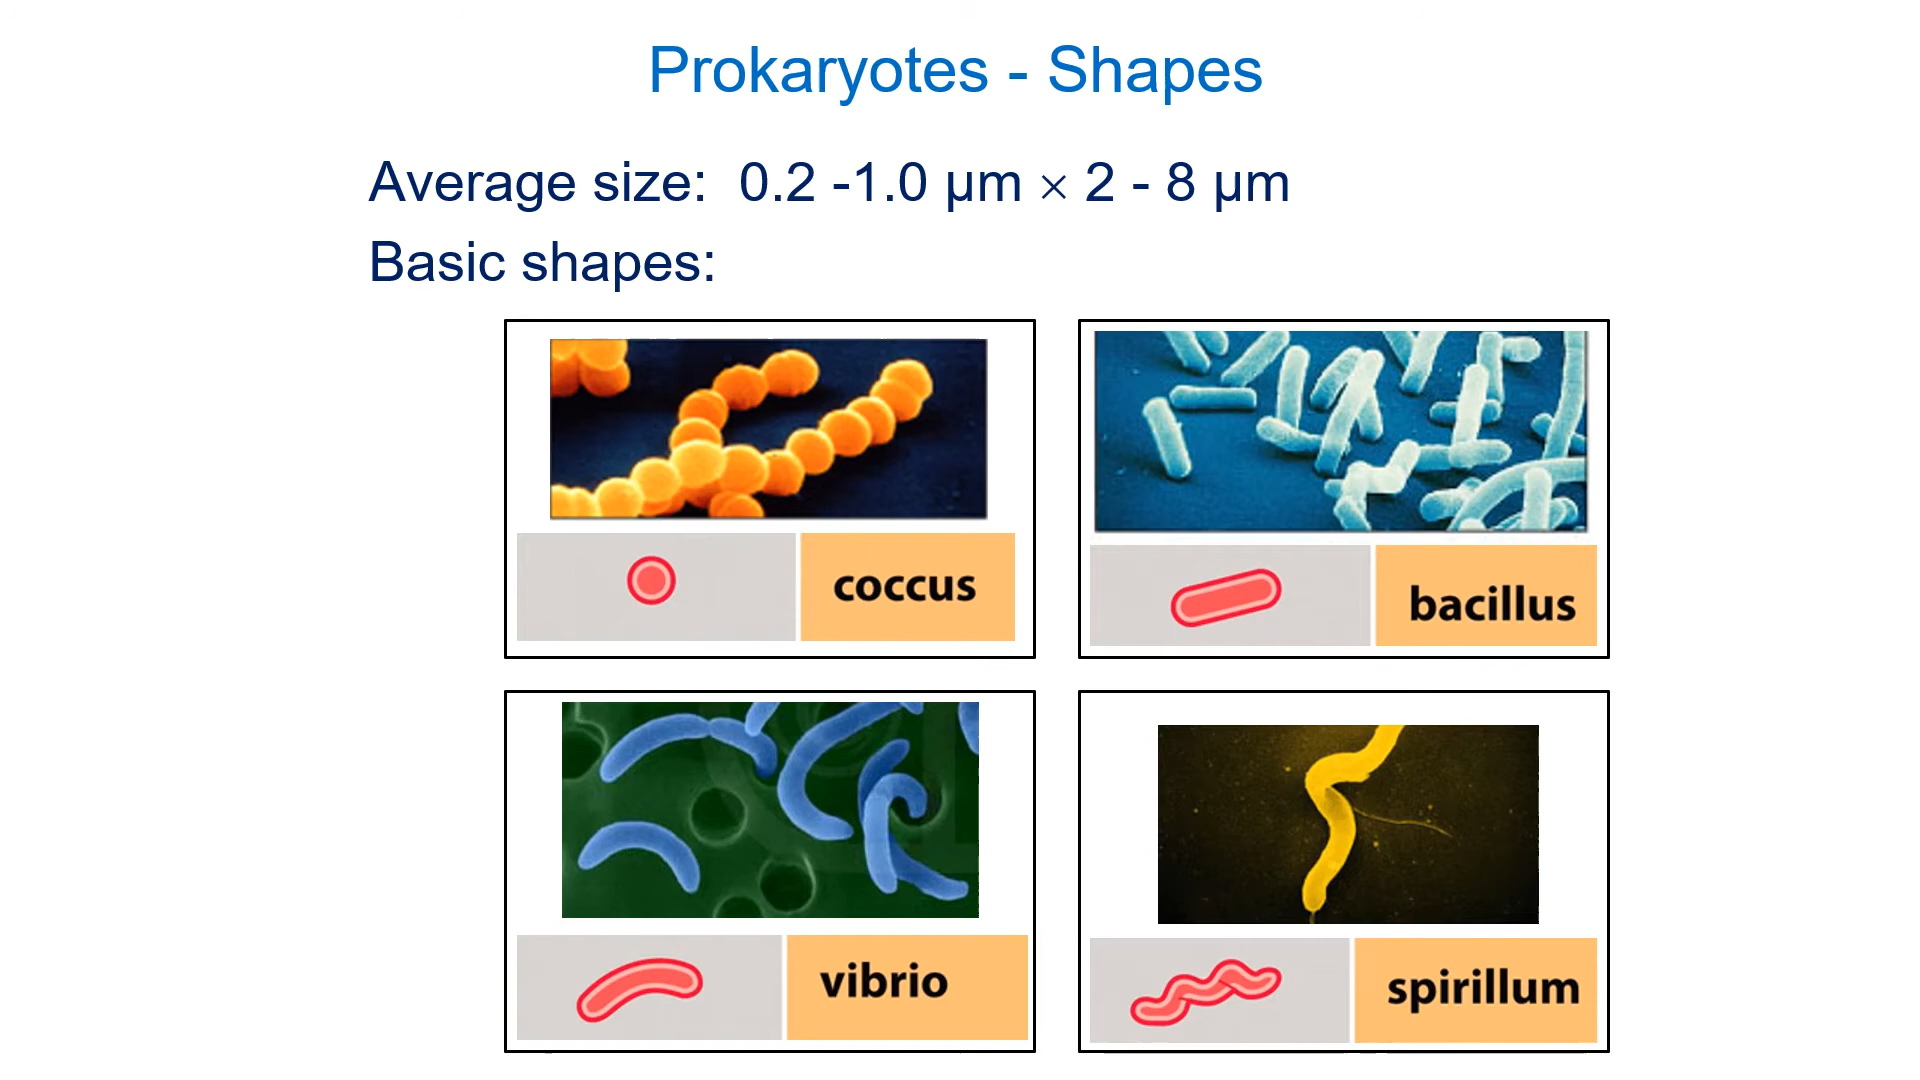 Prokaryotes - Shapes
Average size: 0.2 -1.0 µm × 2 - 8 µm
Basic shapes:
coccus
bacillus
vibrio
spirillum